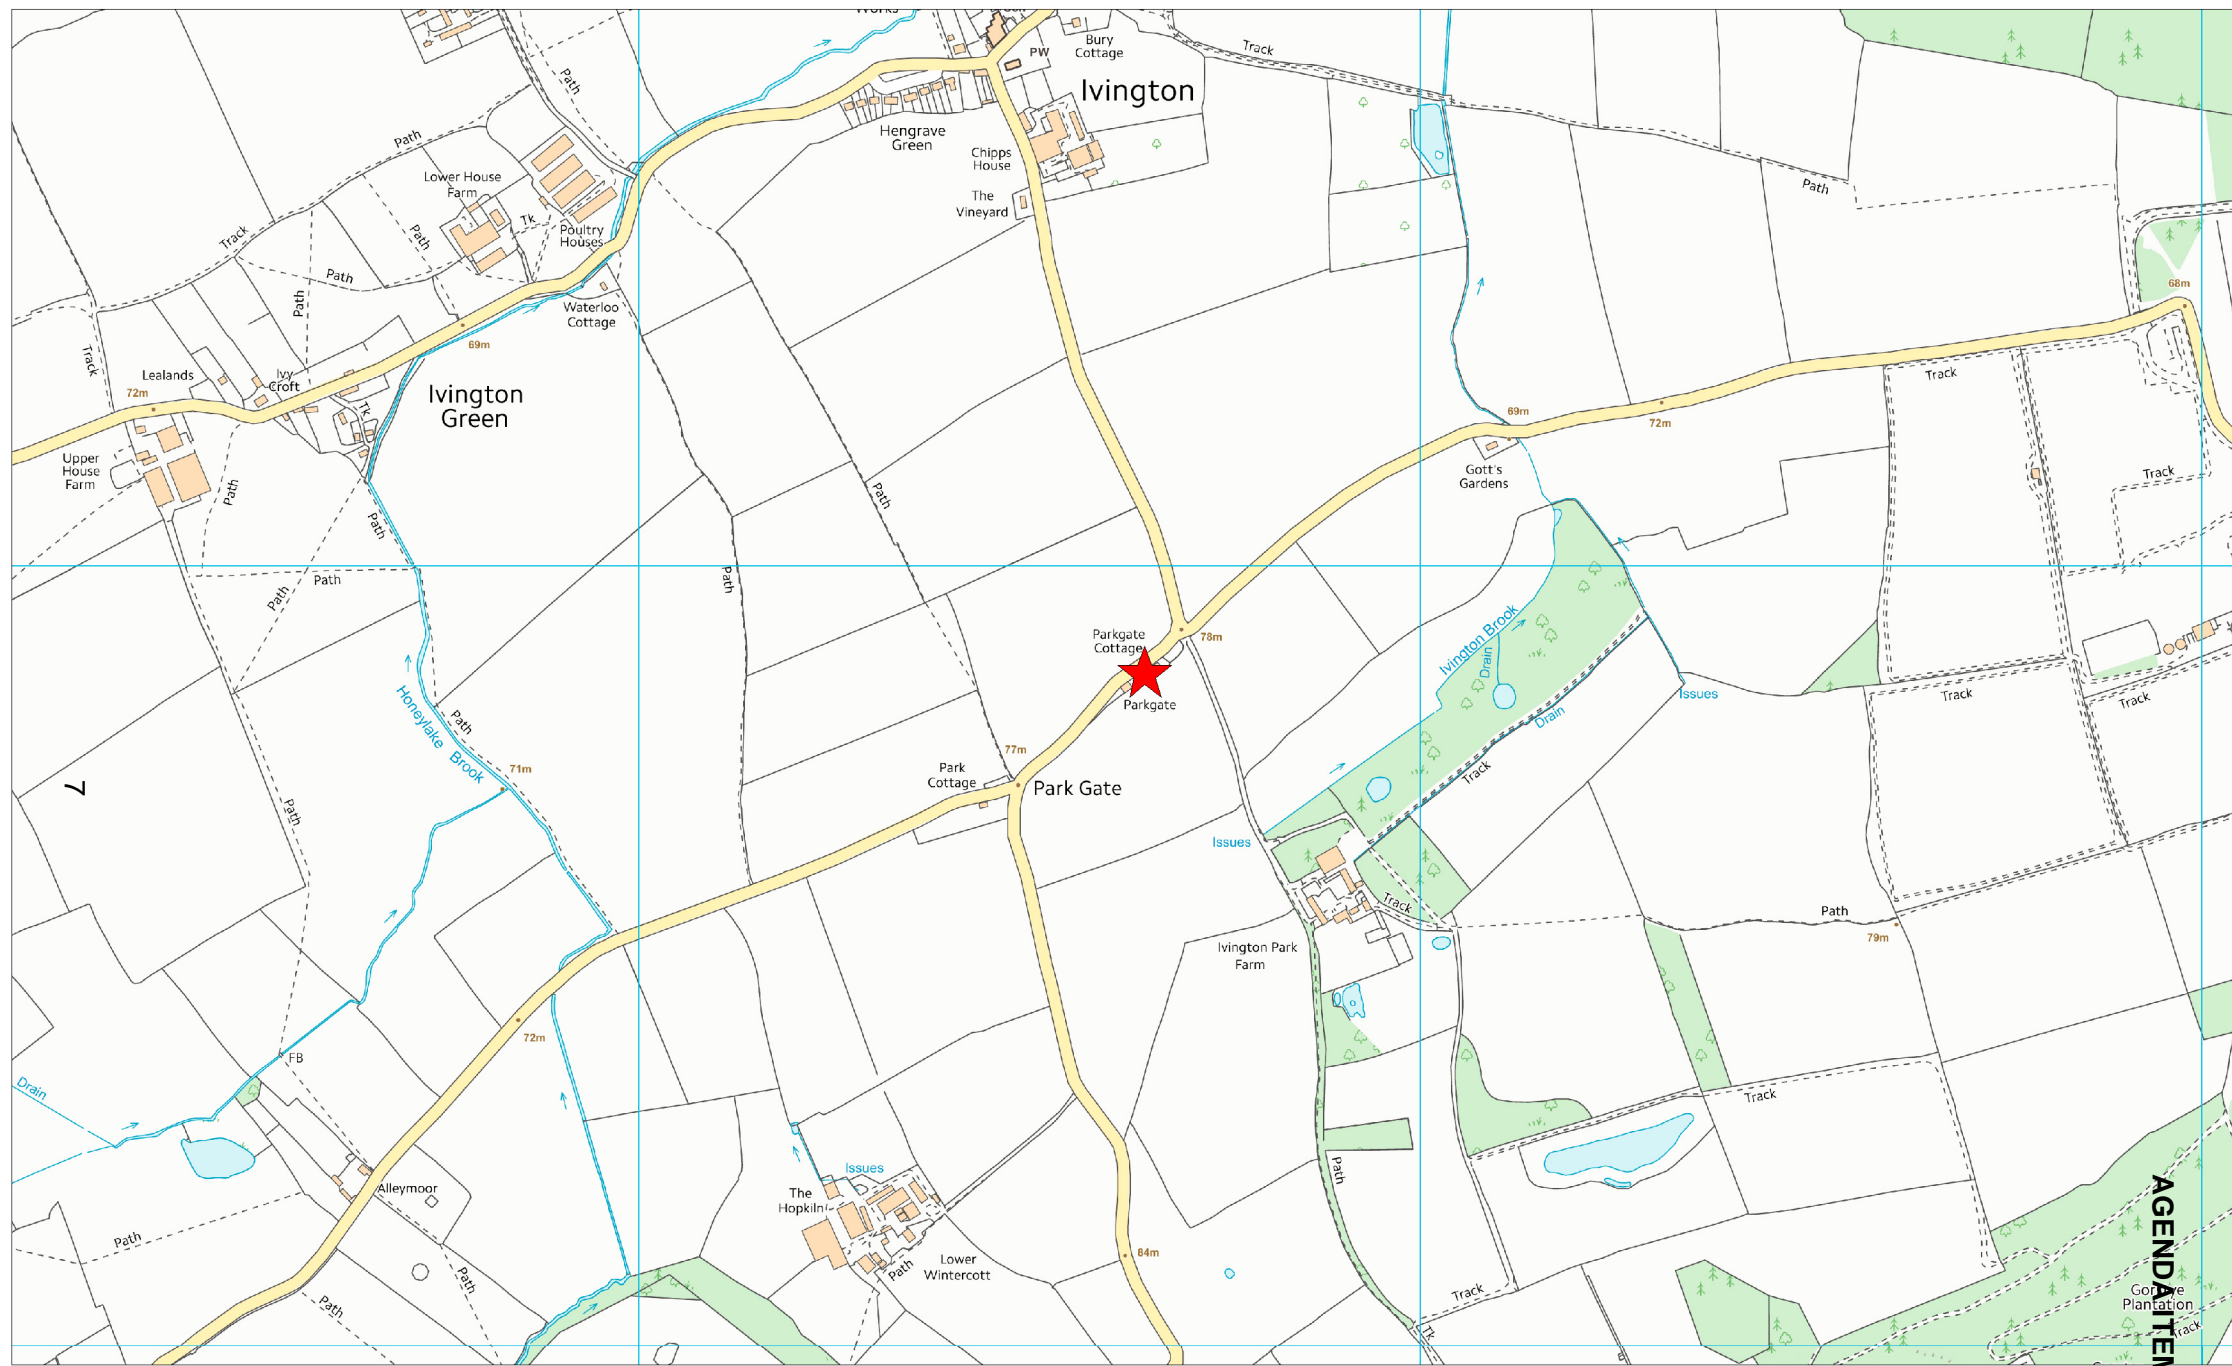 Works
PW
Bury
Cottage
Track
Ivington
Path
Path
Hengrave
Green
Chipps
House
The
Vineyard
Lower House
Farm
Tk
Poultry
Houses
Path
Track
Path
Path
Path
Waterloo
Cottage
68m
69m
Track
Lealands
Ivy
Croft
72m
Tk
Ivington
Green
Track
69m
72m
Upper
House
Farm
Path
Path
Path
Gott's
Gardens
Track
Path
Path
Path
Parkgate
Cottage
78m
Ivington Brook
Drain
Parkgate
Issues
Track
Track
Honeylake Brook
Path
71m
77m
Park
Cottage
Park Gate
Drain
Track
7
Path
Issues
Track
Path
79m
Ivington Park
Farm
72m
FB
Drain
Track
Issues
The
Hopkiln
Alleymoor
Path
Path
Path
Lower
Wintercott
Path
84m
Path
Track
Tk
AGENDA ITEM
Plantation
Track